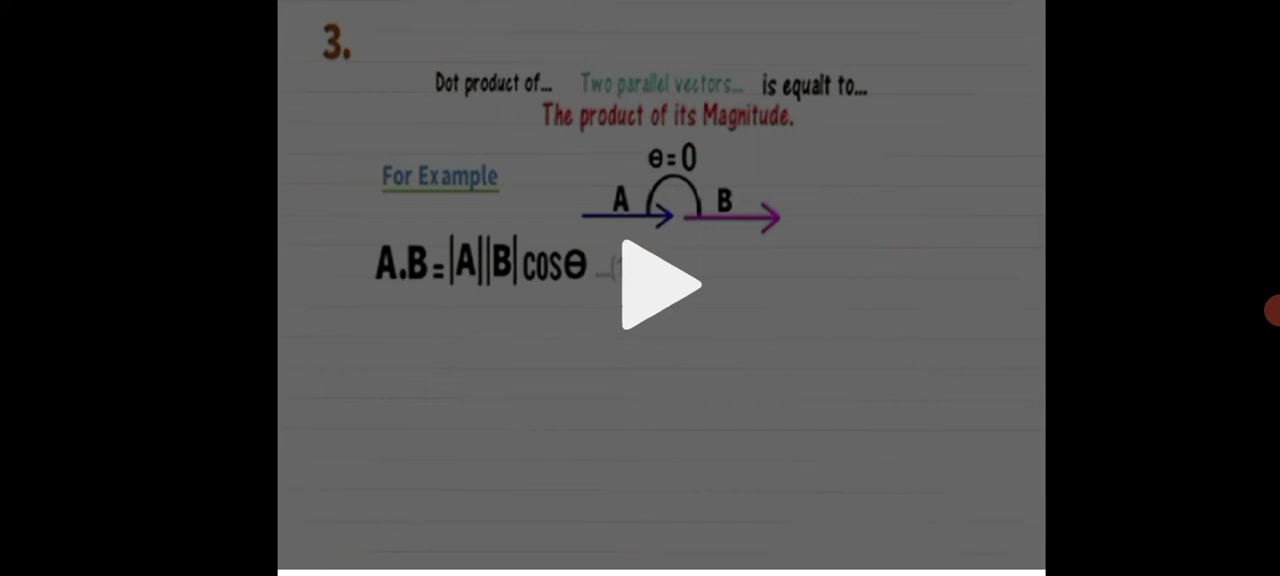 3.
Dot product of... Two parallel vectors... is equalt to...
The product of its Magnitude.
θ = 0
For Example
A B
A.B = |A||B| cosθ